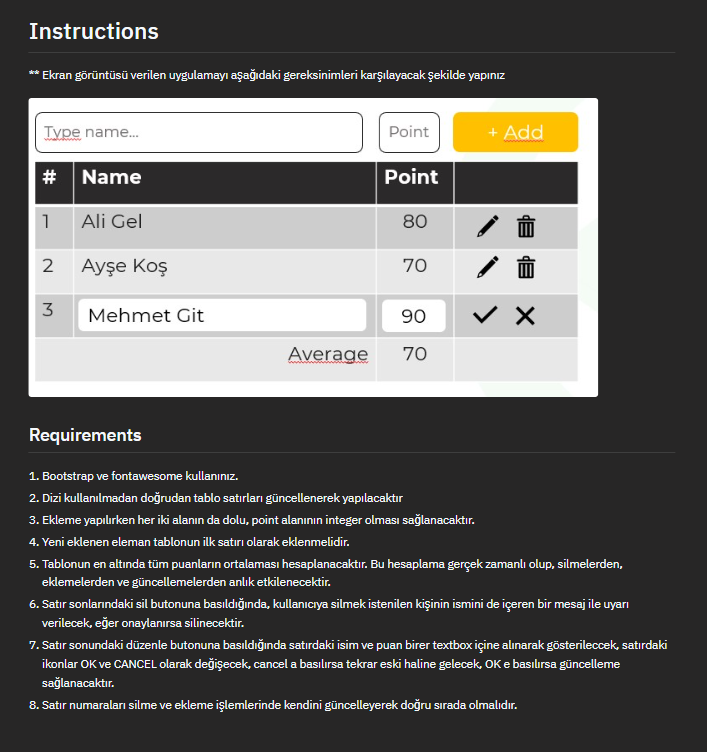 Instructions
** Ekran görüntüsü verilen uygulamayı aşağıdaki gereksinimleri karşılayacak şekilde yapınız
Type name... Point + Add
# Name Point
1 Ali Gel 80
2 Ayşe Koş 70
3 Mehmet Git 90
Average 70
Requirements
1. Bootstrap ve fontawesome kullanınız.
2. Dizi kullanılmadan doğrudan tablo satırları güncellenerek yapılacaktır
3. Ekleme yapılırken her iki alanın da dolu, point alanının integer olması sağlanacaktır.
4. Yeni eklenen eleman tablonun ilk satırı olarak eklenmelidir.
5. Tablonun en altında tüm puanların ortalaması hesaplanacaktır. Bu hesaplama gerçek zamanlı olup, silmelerden,
eklemelerden ve güncellemelerden anlık etkilenecektir.
6. Satır sonlarındaki sil butonuna basıldığında, kullanıcıya silmek istenilen kişinin ismini de içeren bir mesaj ile uyarı
verilecek, eğer onaylanırsa silinecektir.
7. Satır sonundaki düzenle butonuna basıldığında satırdaki isim ve puan birer textbox içine alınarak gösterileccek, satırdaki
ikonlar OK ve CANCEL olarak değişecek, cancel a basılırsa tekrar eski haline gelecek, OK e basılırsa güncelleme
sağlanacaktır.
8. Satır numaraları silme ve ekleme işlemlerinde kendini güncelleyerek doğru sırada olmalıdır.